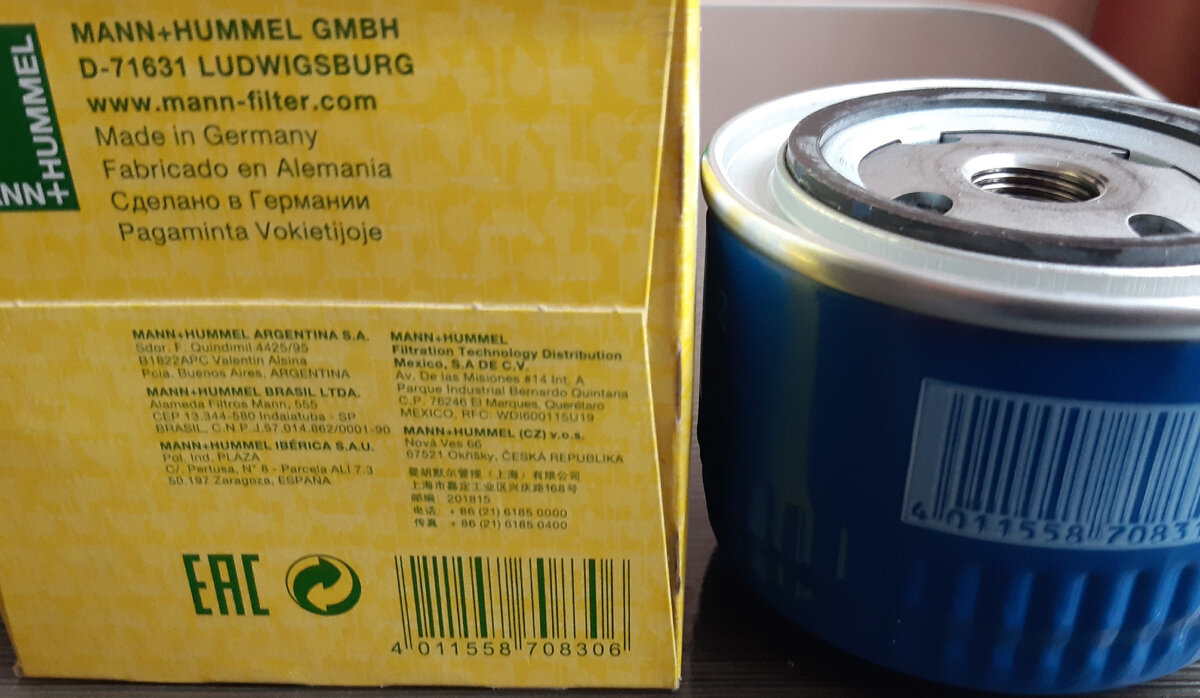 MANN+HUMMEL
MANN+HUMMEL GMBH
D-71631 LUDWIGSBURG
www.mann-filter.com
Made in Germany
Fabricado en Alemania
Сделано в Германии
Pagaminta Vokietijoje
MANN+HUMMEL ARGENTINA S.A.
Sdor. F. Quindimil 4425/95
B1822APC Valentin Alsina
Pcia. Buenos Aires, ARGENTINA
MANN+HUMMEL BRASIL LTDA.
Alameda Filtros Mann, 555
CEP 13.344-580 Indaiatuba - SP
BRASIL, C.N.P.J.57.014.862/0001-90
MANN+HUMMEL IBÉRICA S.A.U.
Pol. Ind. PLAZA
C/. Pertusa, N° 8 - Parcela ALI 7.3
50.197 Zaragoza, ESPAÑA
MANN+HUMMEL
Filtration Technology Distribution
Mexico, S.A DE C.V.
Av. De las Misiones #14 Int. A
Parque Industrial Bernardo Quintana
C.P. 76246 El Marques, Querétaro
MÉXICO, RFC: WDI600115U19
MANN+HUMMEL (CZ) v.o.s.
Nová Ves 66
67521 Okříšky, ČESKÁ REPUBLIKA
曼胡默尔管理（上海）有限公司
上海市嘉定工业区兴庆路168号
邮编 201815
电话 + 86 (21) 6185 0000
传真 + 86 (21) 6185 0400
EAC
4 011558 708306
4 011558 7083